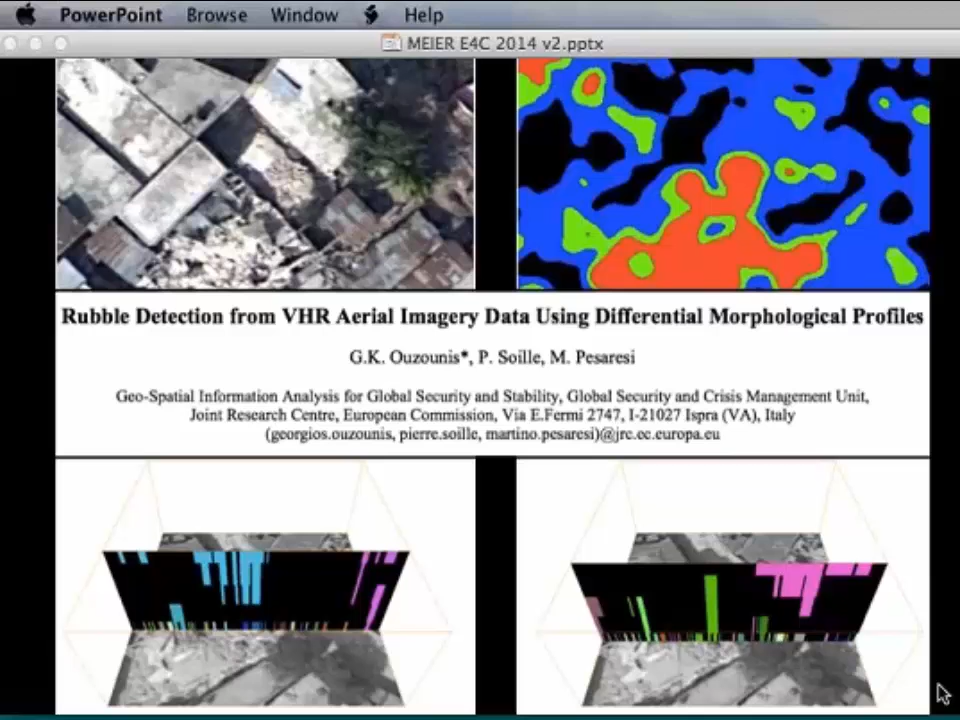 PowerPoint Browse Window Help
MEIER E4C 2014 v2.pptx
Rubble Detection from VHR Aerial Imagery Data Using Differential Morphological Profiles
G.K. Ouzounis*, P. Soille, M. Pesaresi
Geo-Spatial Information Analysis for Global Security and Stability, Global Security and Crisis Management Unit,
Joint Research Centre, European Commission, Via E.Fermi 2747, I-21027 Ispra (VA), Italy
(georgios.ouzounis, pierre.soille, martino.pesaresi)@jrc.ec.europa.eu